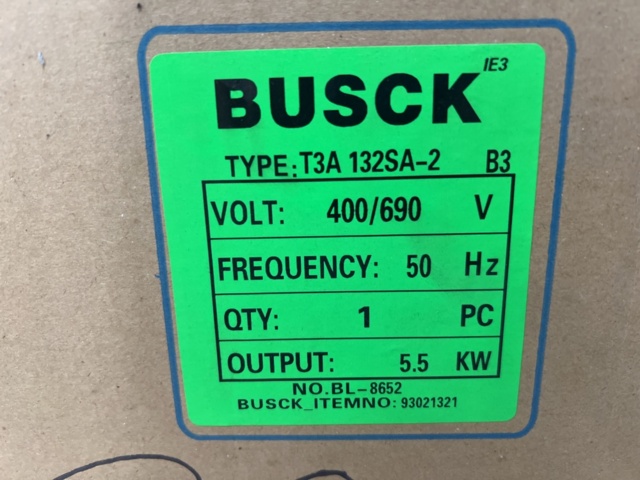 BUSCK IE3
TYPE: T3A 132SA-2 B3
VOLT: 400/690 V
FREQUENCY: 50 Hz
QTY: 1 PC
OUTPUT: 5.5 KW
NO.BL-8652
BUSCK_ITEMNO: 93021321